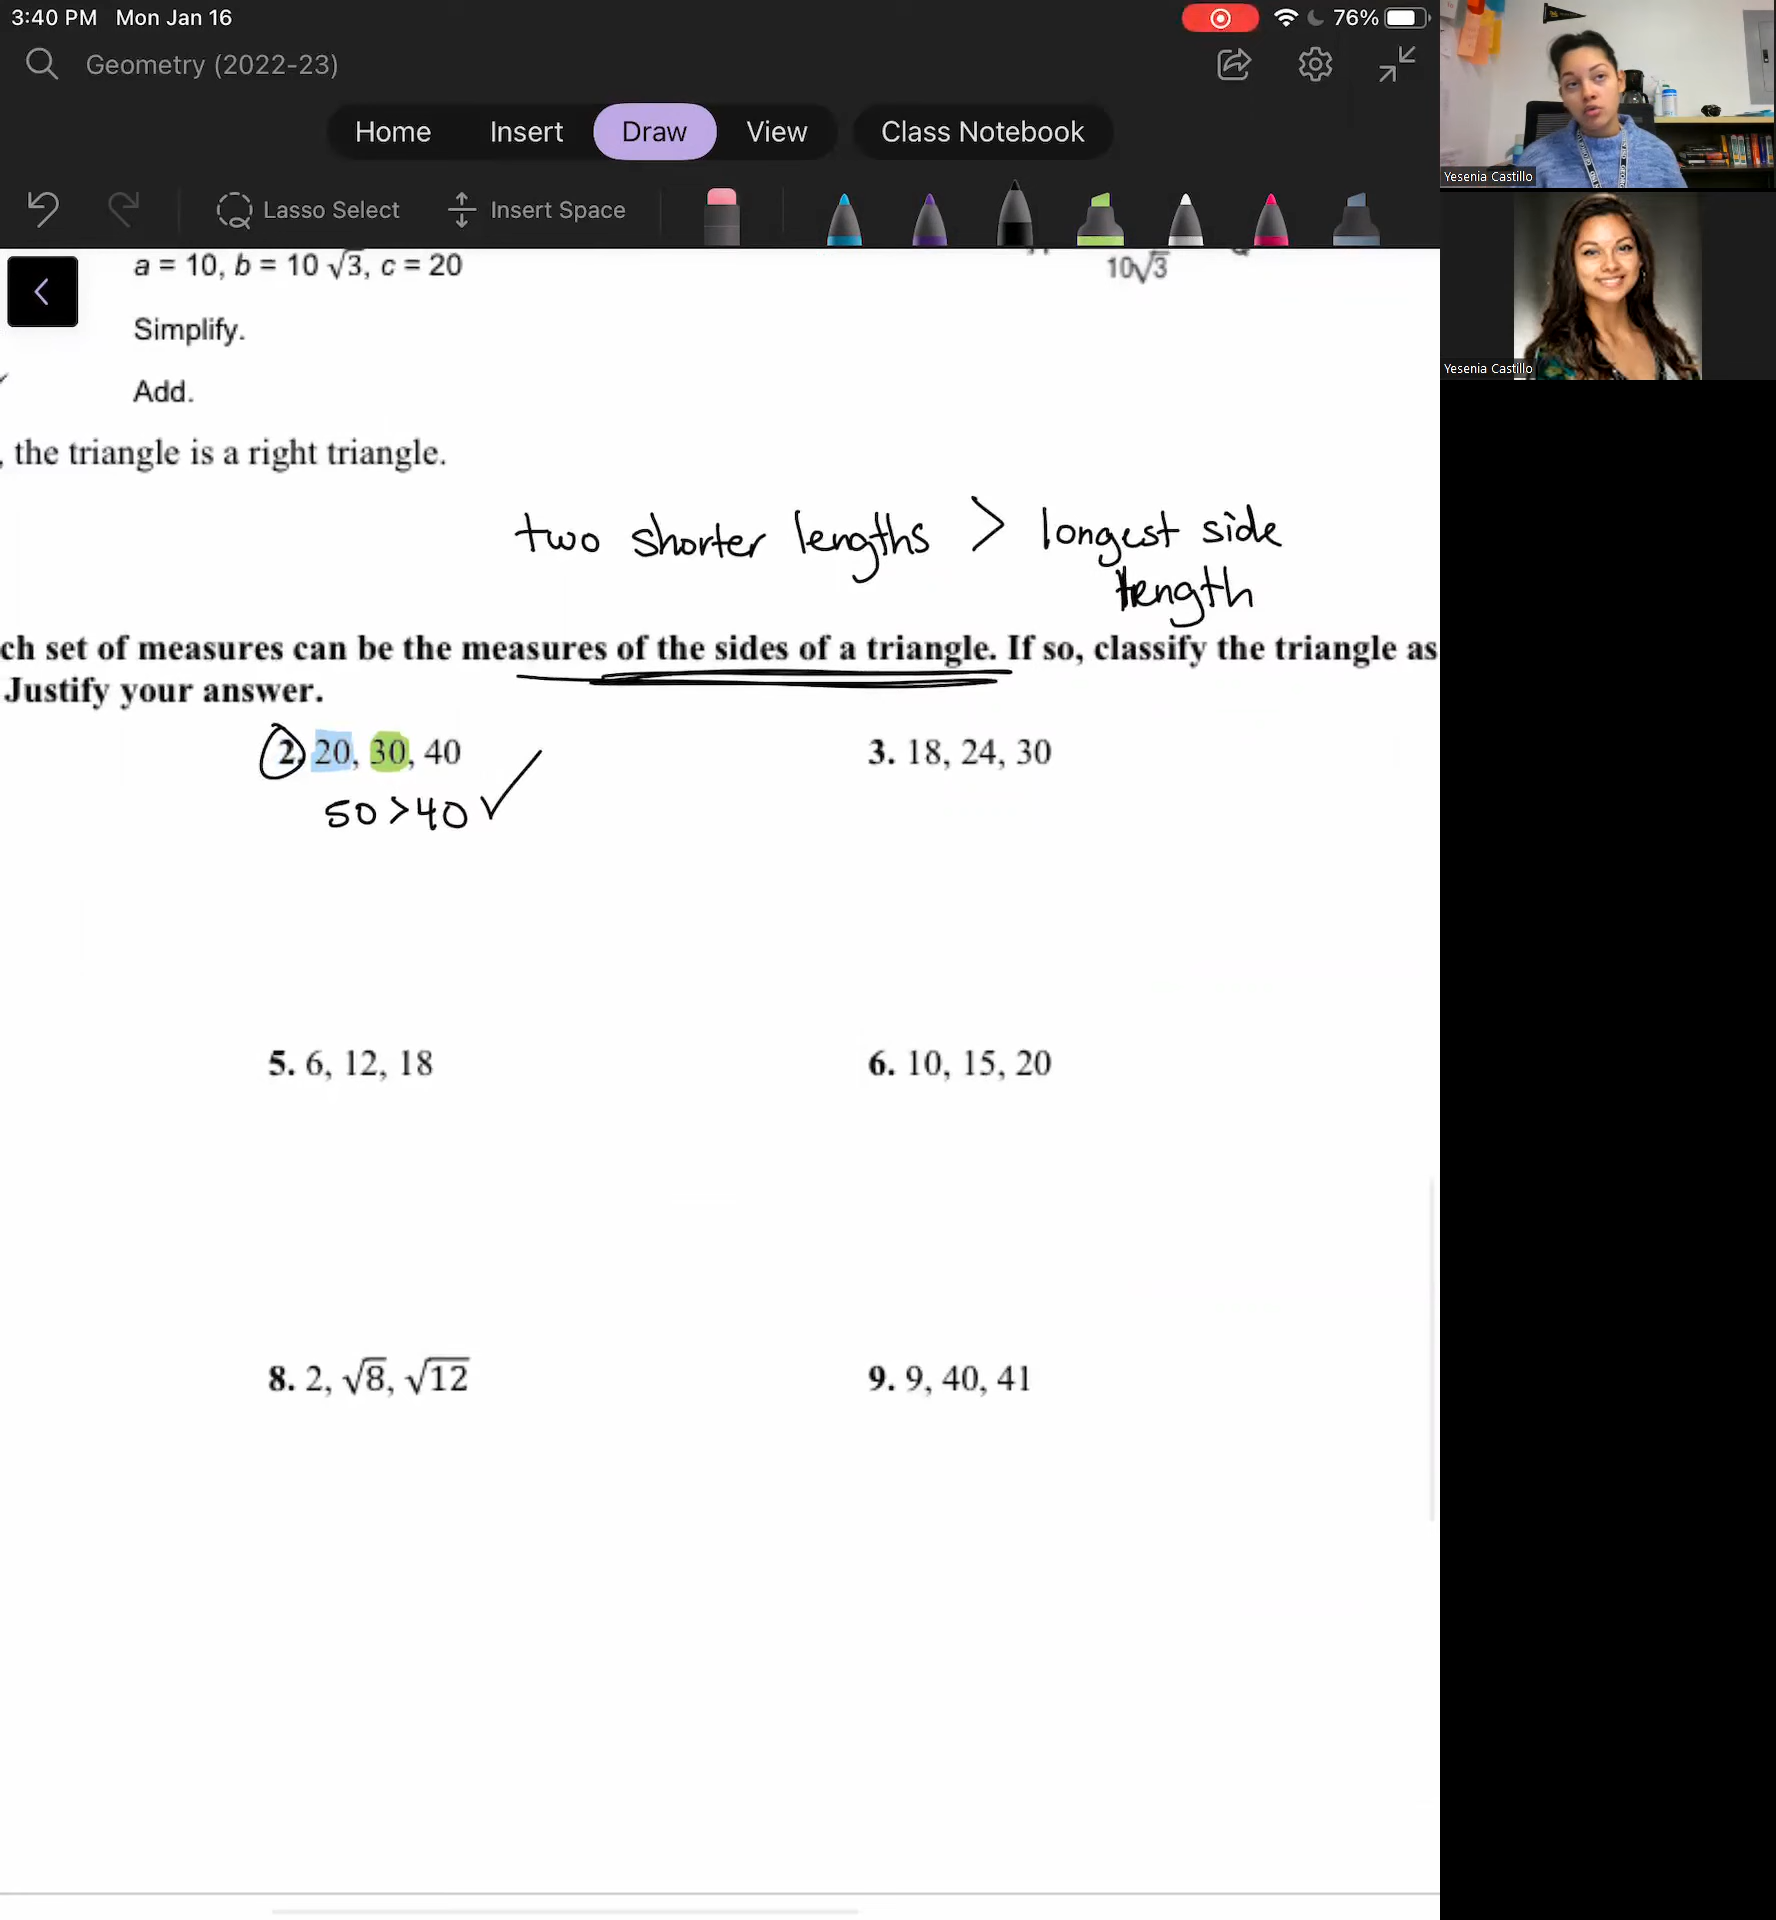 3:40 PM Mon Jan 16
76%
Geometry (2022-23)
Home Insert Draw View Class Notebook
Lasso Select Insert Space
Yesenia Castillo
Yesenia Castillo
a = 10, b = 10 √3, c = 20
10√3
Simplify.
Add.
, the triangle is a right triangle.
two shorter lengths > longest side
length
ch set of measures can be the measures of the sides of a triangle. If so, classify the triangle as
Justify your answer.
2. 20, 30, 40
50 > 40 ✓
3. 18, 24, 30
5. 6, 12, 18
6. 10, 15, 20
8. 2, √8, √12
9. 9, 40, 41